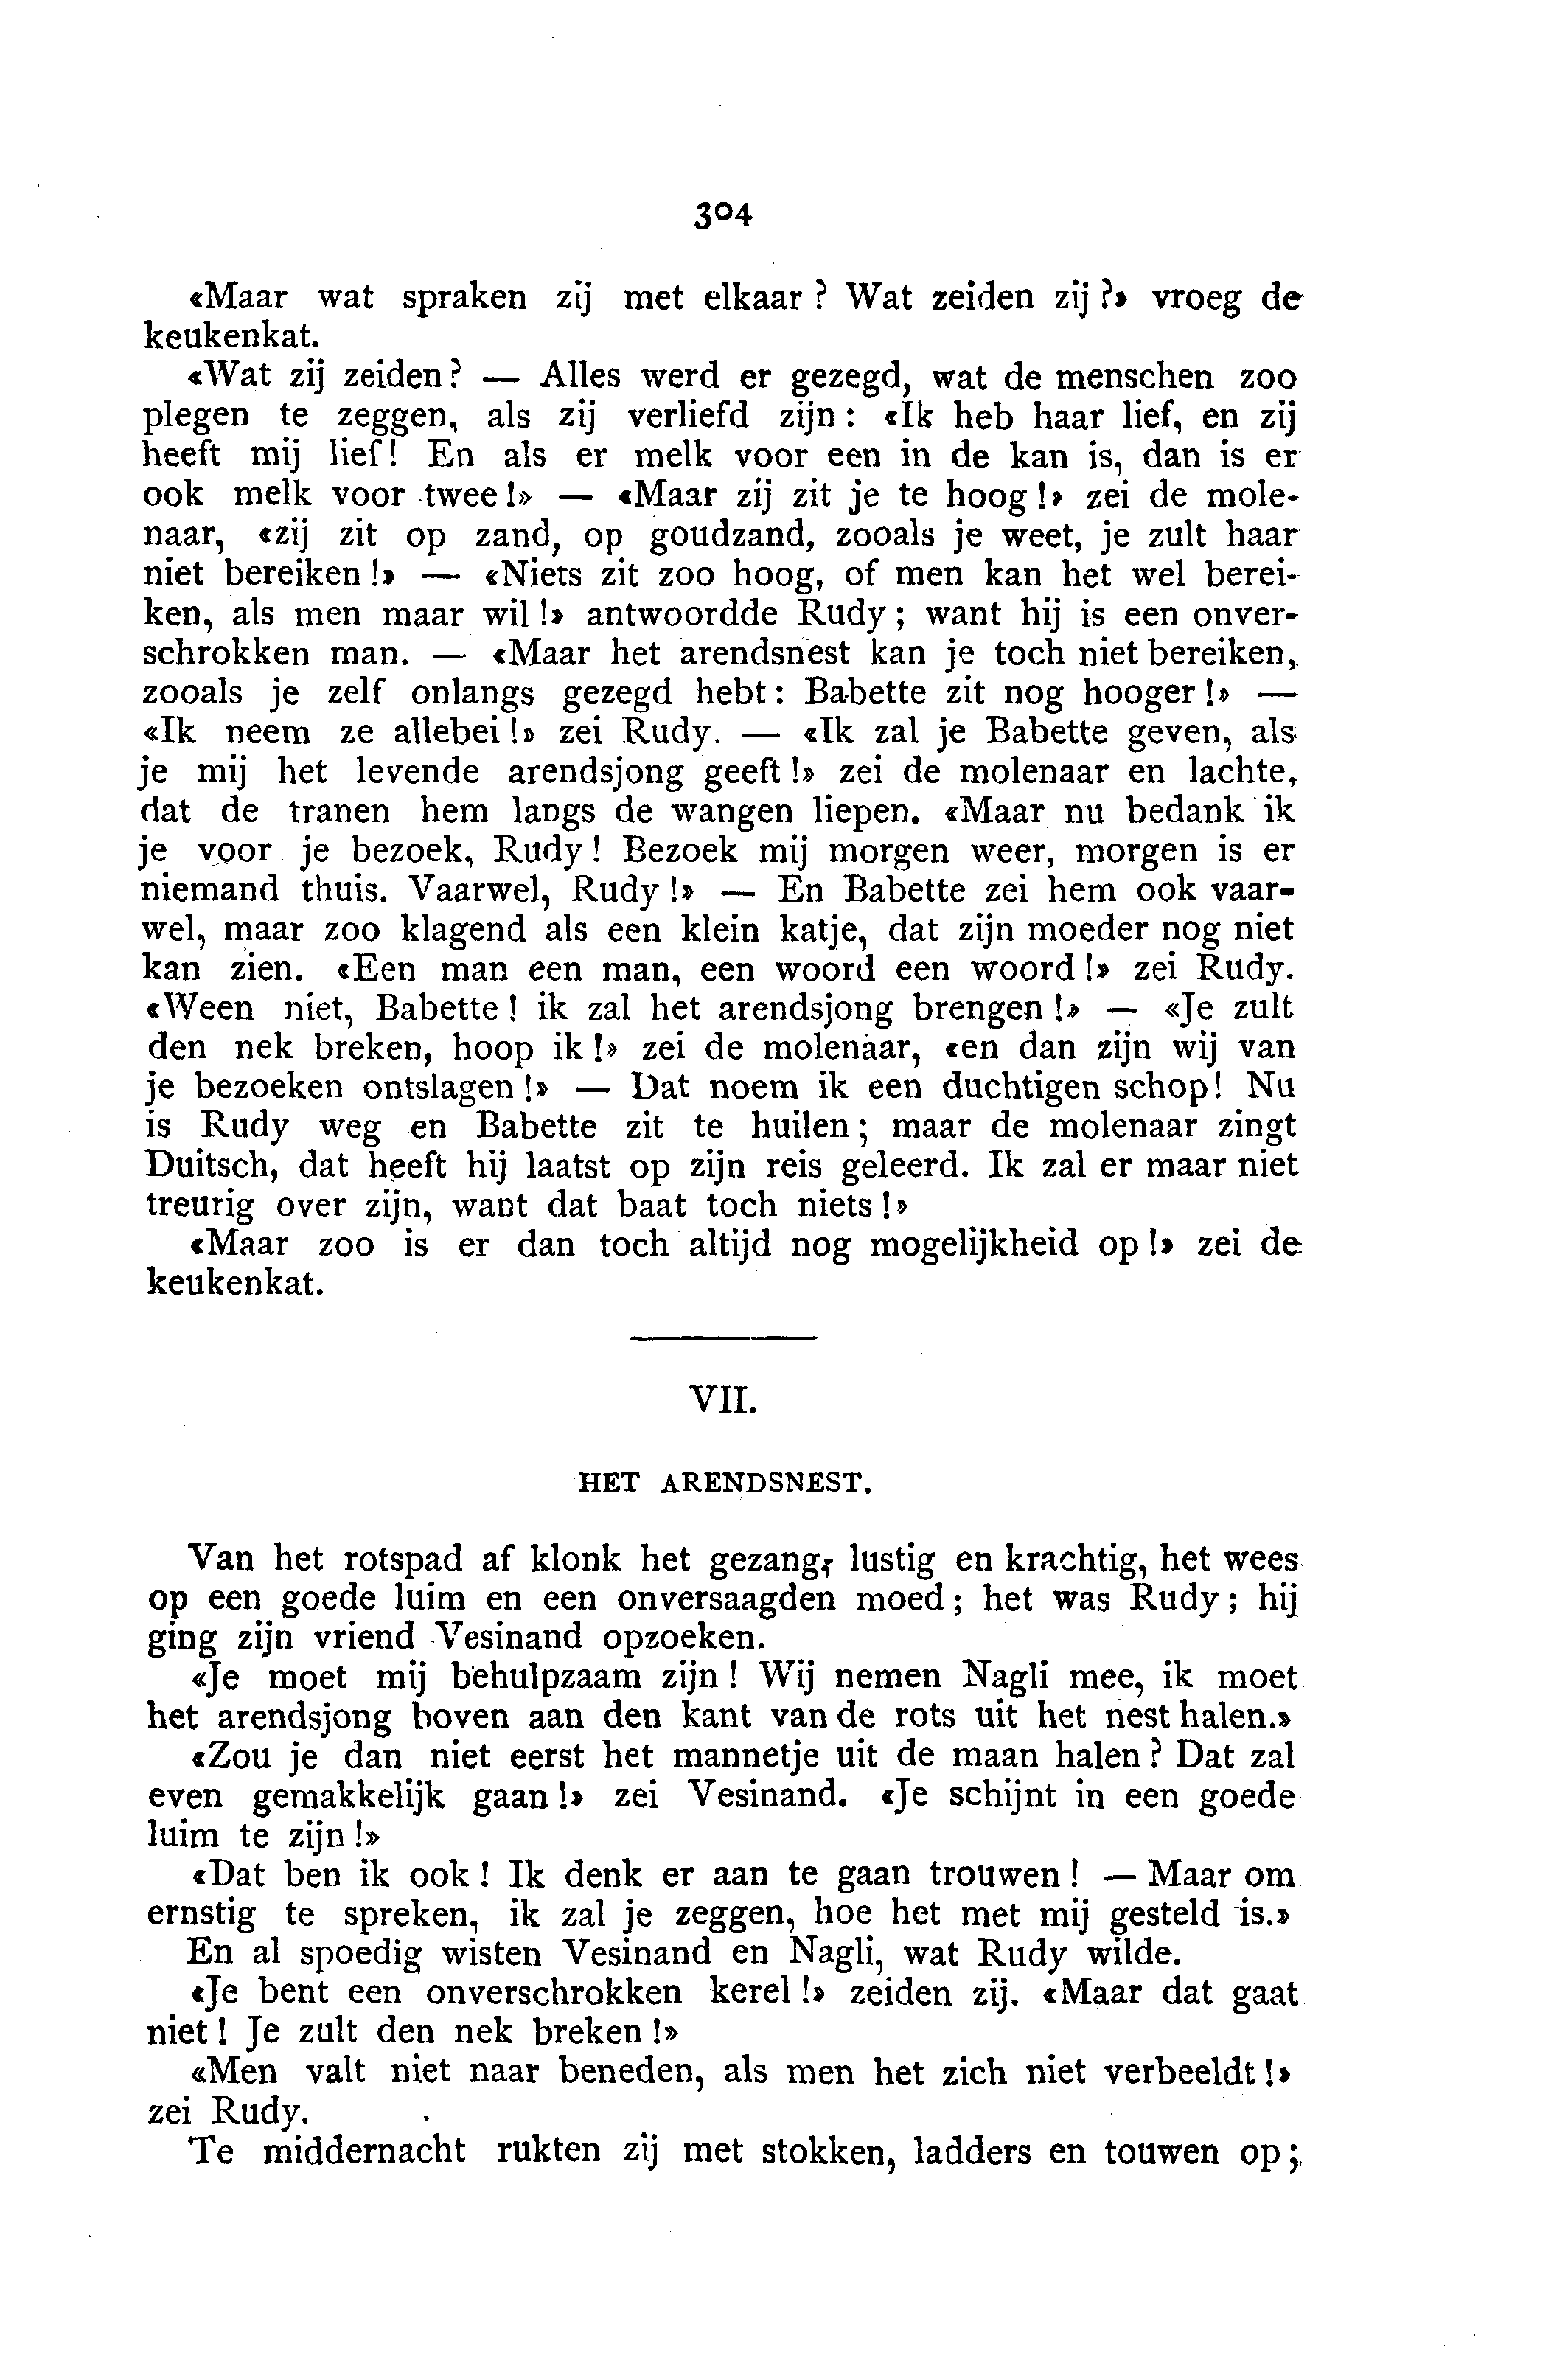 304
«Maar wat spraken zij met elkaar? Wat zeiden zij?» vroeg de
keukenkat.
«Wat zij zeiden? — Alles werd er gezegd, wat de menschen zoo
plegen te zeggen, als zij verliefd zijn: «Ik heb haar lief, en zij
heeft mij lief! En als er melk voor een in de kan is, dan is er
ook melk voor twee!» — «Maar zij zit je te hoog!» zei de mole-
naar, «zij zit op zand, op goudzand, zooals je weet, je zult haar
niet bereiken!» — «Niets zit zoo hoog, of men kan het wel berei-
ken, als men maar wil!» antwoordde Rudy; want hij is een onver-
schrokken man. — «Maar het arendsnest kan je toch niet bereiken,
zooals je zelf onlangs gezegd hebt: Babette zit nog hooger!» —
«Ik neem ze allebei!» zei Rudy. — «Ik zal je Babette geven, als
je mij het levende arendsjong geeft!» zei de molenaar en lachte,
dat de tranen hem langs de wangen liepen. «Maar nu bedank ik
je voor je bezoek, Rudy! Bezoek mij morgen weer, morgen is er
niemand thuis. Vaarwel, Rudy!» — En Babette zei hem ook vaar-
wel, maar zoo klagend als een klein katje, dat zijn moeder nog niet
kan zien. «Een man een man, een woord een woord!» zei Rudy.
«Ween niet, Babette! ik zal het arendsjong brengen!» — «Je zult
den nek breken, hoop ik!» zei de molenaar, «en dan zijn wij van
je bezoeken ontslagen!» — Dat noem ik een duchtigen schop! Nu
is Rudy weg en Babette zit te huilen; maar de molenaar zingt
Duitsch, dat heeft hij laatst op zijn reis geleerd. Ik zal er maar niet
treurig over zijn, want dat baat toch niets!»
«Maar zoo is er dan toch altijd nog mogelijkheid op!» zei de
keukenkat.
VII.
HET ARENDSNEST.
Van het rotspad af klonk het gezang, lustig en krachtig, het wees
op een goede luim en een onversaagden moed; het was Rudy; hij
ging zijn vriend Vesinand opzoeken.
«Je moet mij behulpzaam zijn! Wij nemen Nagli mee, ik moet
het arendsjong boven aan den kant van de rots uit het nest halen.»
«Zou je dan niet eerst het mannetje uit de maan halen? Dat zal
even gemakkelijk gaan!» zei Vesinand. «Je schijnt in een goede
luim te zijn!»
«Dat ben ik ook! Ik denk er aan te gaan trouwen! — Maar om
ernstig te spreken, ik zal je zeggen, hoe het met mij gesteld is.»
En al spoedig wisten Vesinand en Nagli, wat Rudy wilde.
«Je bent een onverschrokken kerel!» zeiden zij. «Maar dat gaat
niet! Je zult den nek breken!»
«Men valt niet naar beneden, als men het zich niet verbeeldt!»
zei Rudy.
Te middernacht rukten zij met stokken, ladders en touwen op;